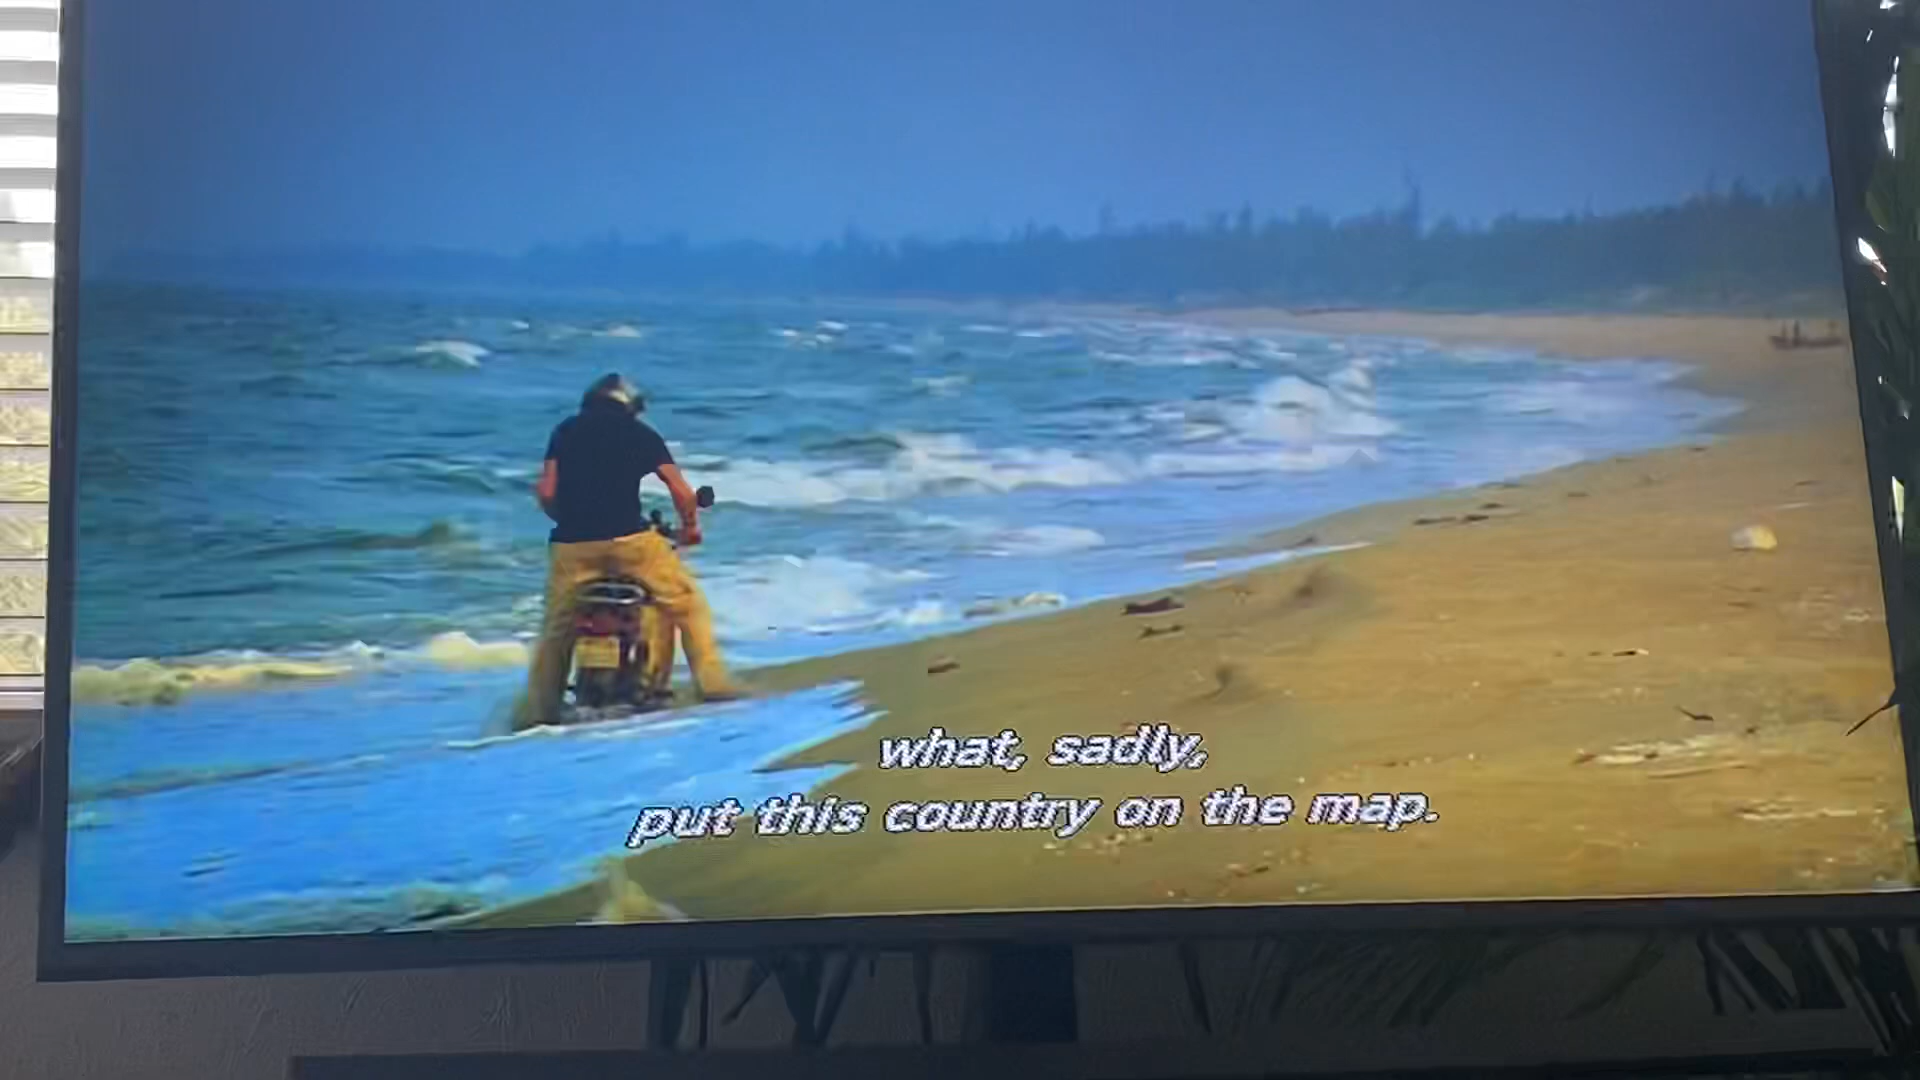 what, sadly,
put this country on the map.